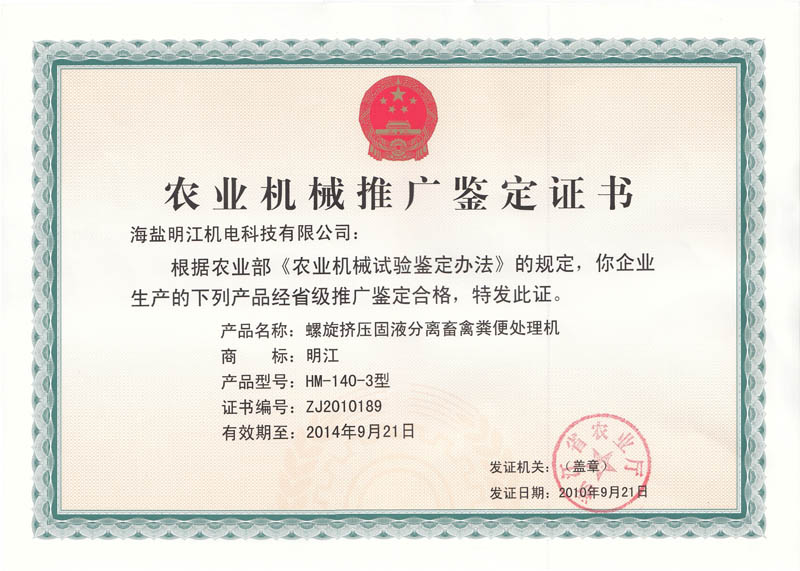 农业机械推广鉴定证书
海盐明江机电科技有限公司：
根据农业部《农业机械试验鉴定办法》的规定，你企业
生产的下列产品经省级推广鉴定合格，特发此证。
产品名称：螺旋挤压固液分离畜禽粪便处理机
商 标：明江
产品型号：HM-140-3型
证书编号：ZJ2010189
有效期至：2014年9月21日
发证机关：（盖章）
发证日期：2010年9月21日
浙江省农业厅